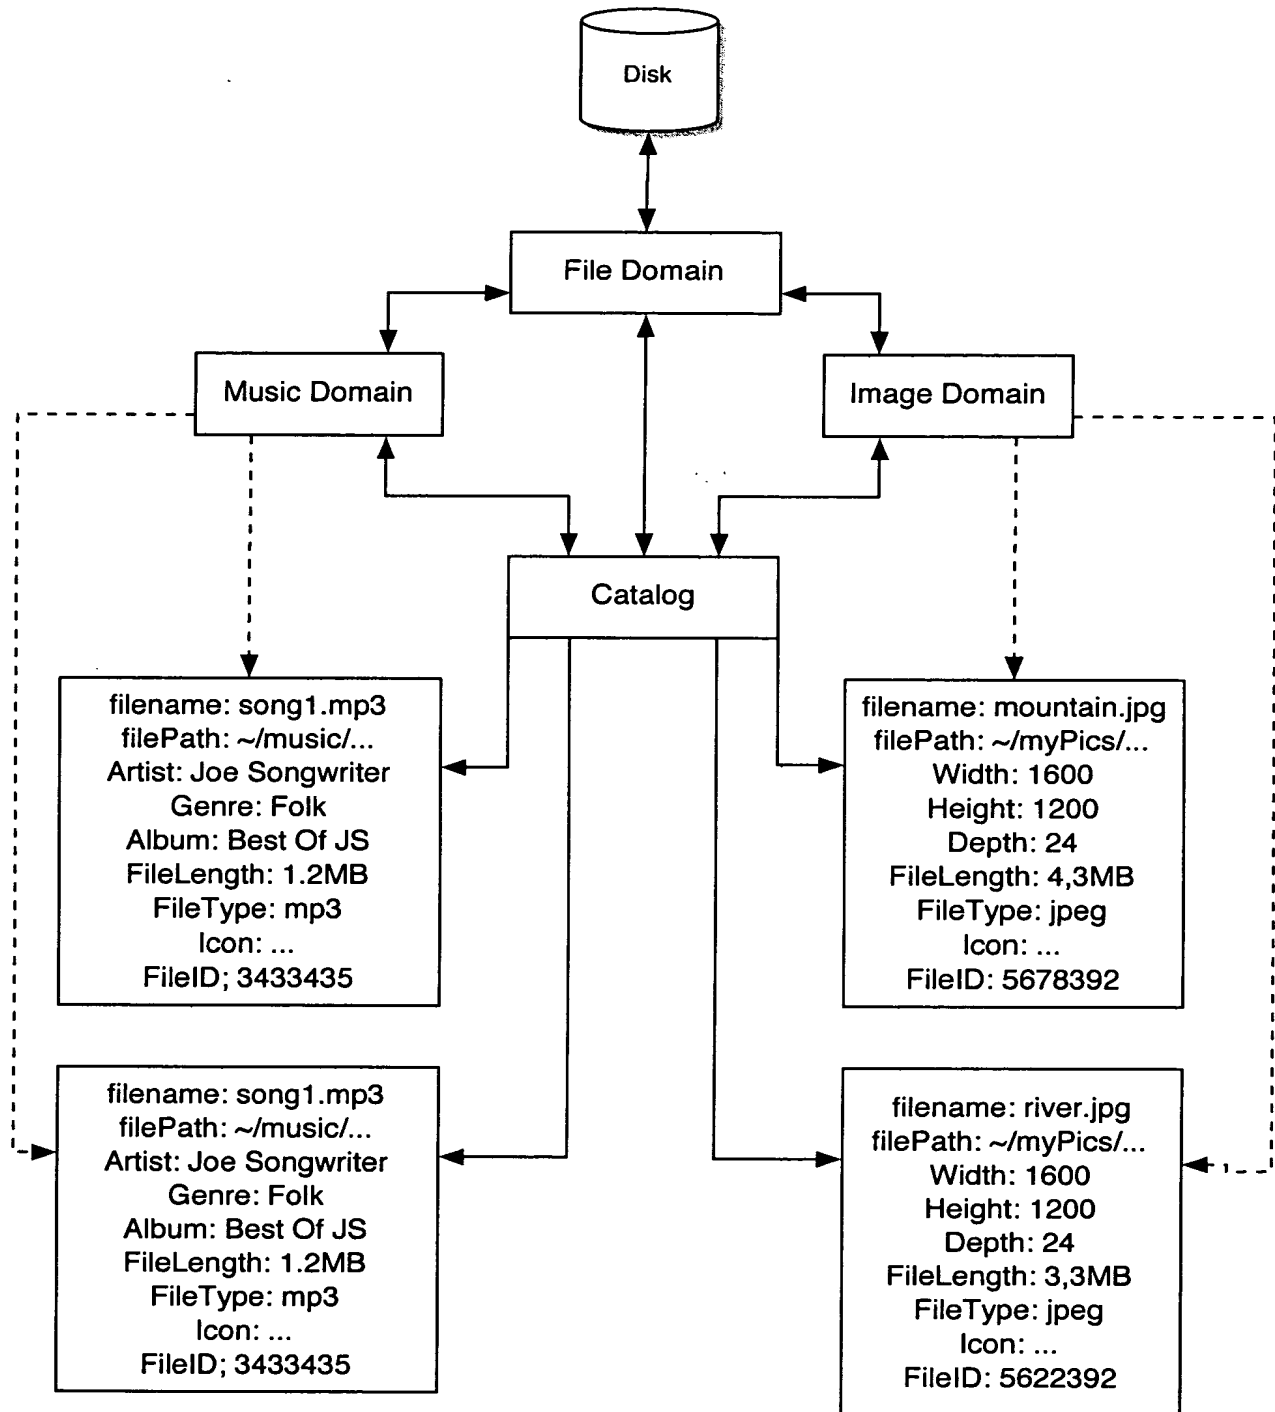 Disk
File Domain
Music Domain
Image Domain
Catalog
filename: song1.mp3
filePath: ~/music/...
Artist: Joe Songwriter
Genre: Folk
Album: Best Of JS
FileLength: 1.2MB
FileType: mp3
Icon: ...
FileID; 3433435
filename: mountain.jpg
filePath: ~/myPics/...
Width: 1600
Height: 1200
Depth: 24
FileLength: 4,3MB
FileType: jpeg
Icon: ...
FileID: 5678392
filename: song1.mp3
filePath: ~/music/...
Artist: Joe Songwriter
Genre: Folk
Album: Best Of JS
FileLength: 1.2MB
FileType: mp3
Icon: ...
FileID; 3433435
filename: river.jpg
filePath: ~/myPics/...
Width: 1600
Height: 1200
Depth: 24
FileLength: 3,3MB
FileType: jpeg
Icon: ...
FileID: 5622392